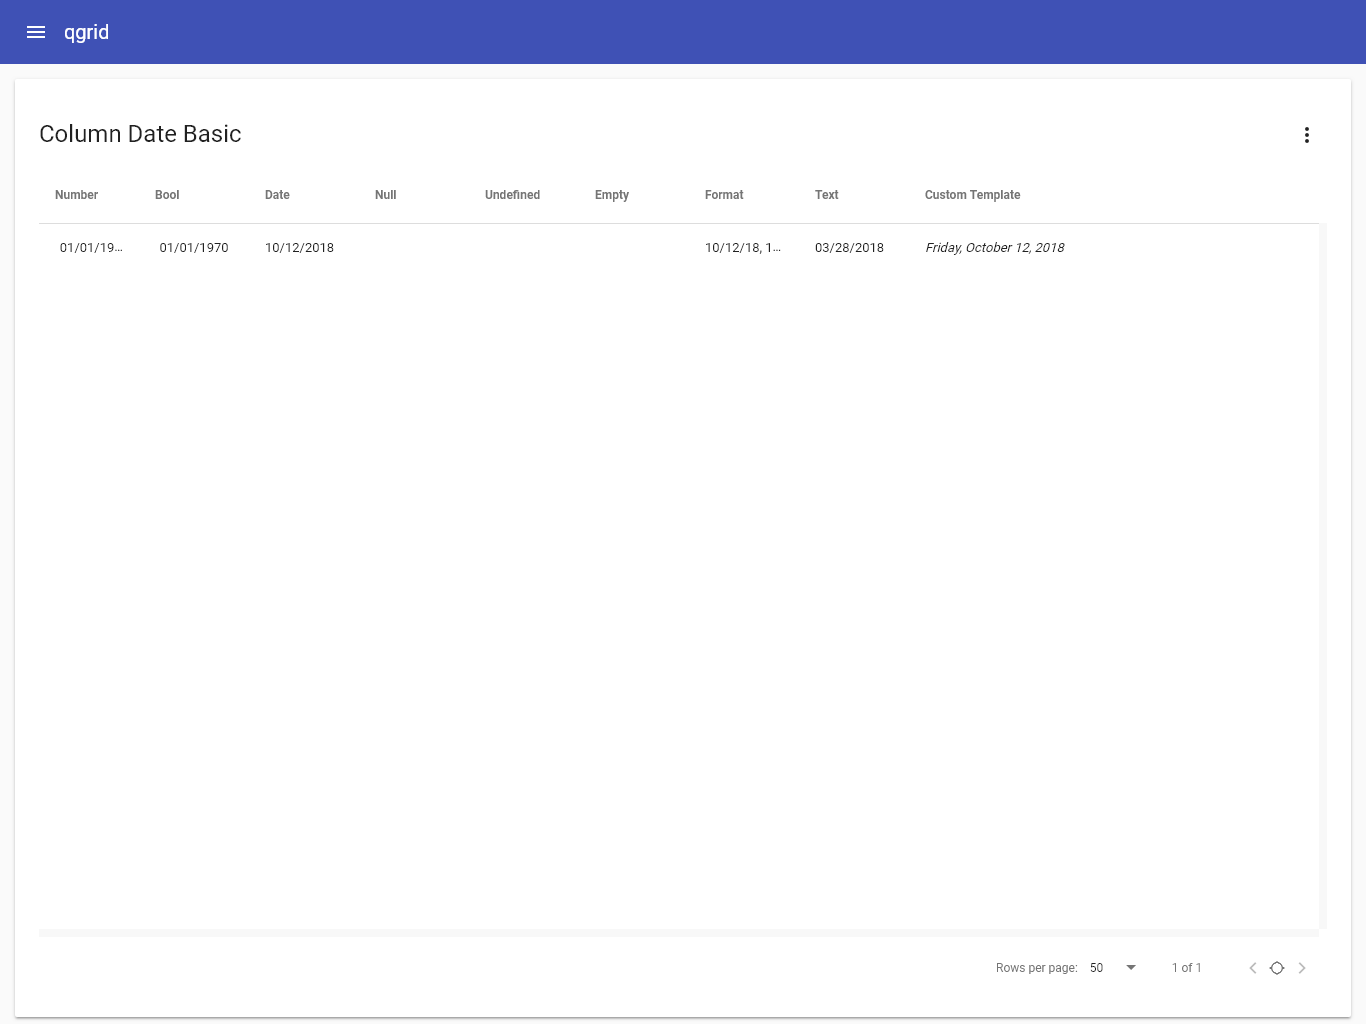 qgrid
Column Date Basic
Number Bool Date Null Undefined Empty Format Text Custom Template
01/01/19... 01/01/1970 10/12/2018 10/12/18, 1... 03/28/2018 Friday, October 12, 2018
Rows per page: 50 1 of 1